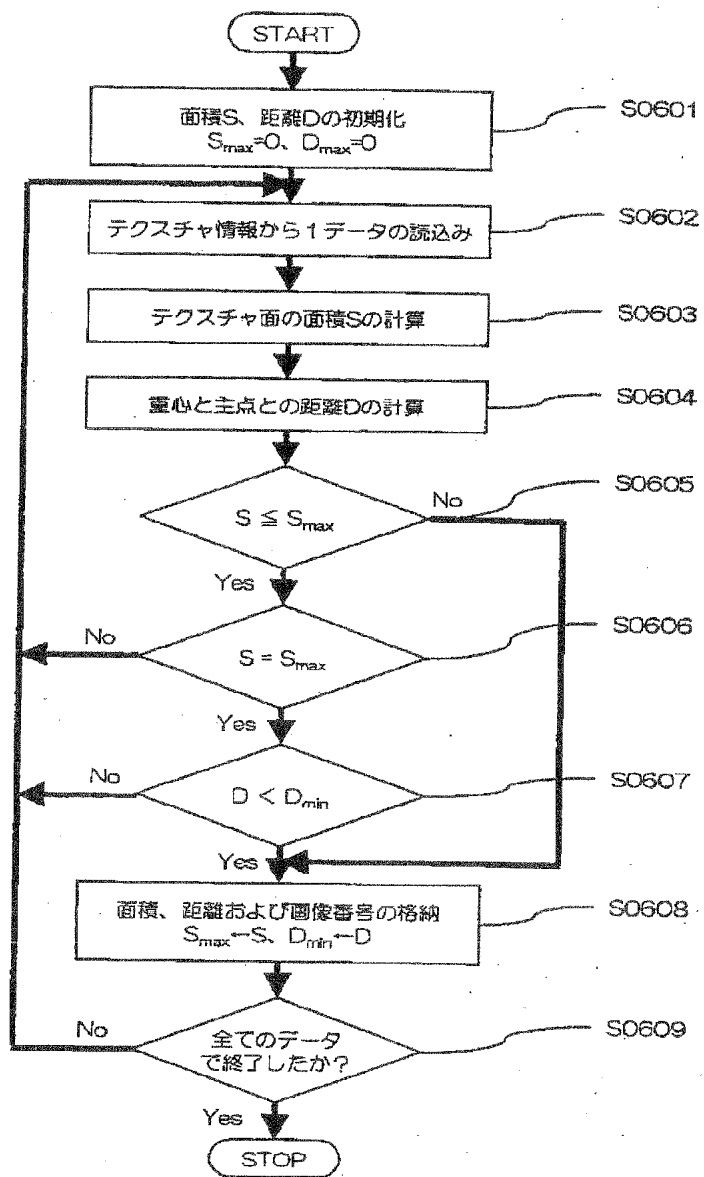 START
面積S、距離Dの初期化
Smax=0、Dmax=0
S0601
テクスチャ情報から1データの読込み
S0602
テクスチャ面の面積Sの計算
S0603
重心と主点との距離Dの計算
S0604
S ≦ Smax
No
S0605
Yes
No
S = Smax
S0606
Yes
No
D < Dmin
S0607
Yes
面積、距離および画像番号の格納
Smax←S、Dmin←D
S0608
No
全てのデータ
で終了したか?
S0609
Yes
STOP